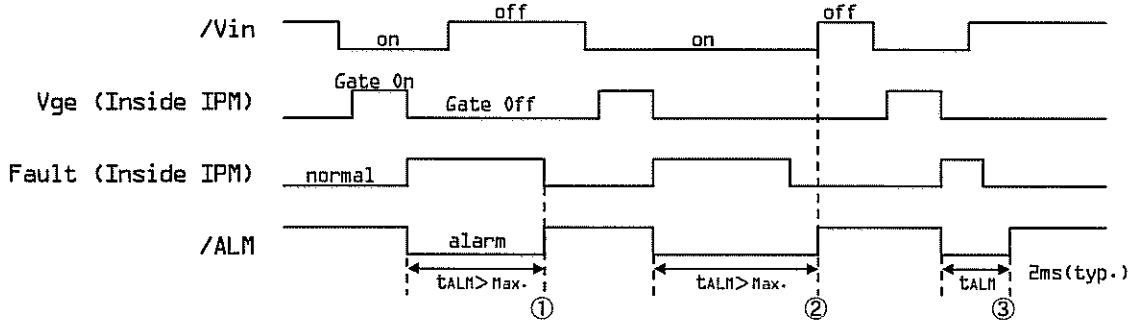 /Vin
on
off
on
off
Vge (Inside IPM)
Gate On
Gate Off
Fault (Inside IPM)
normal
/ALM
alarm
tALM> Max.
tALM> Max.
tALM
2ms(typ.)
①
②
③